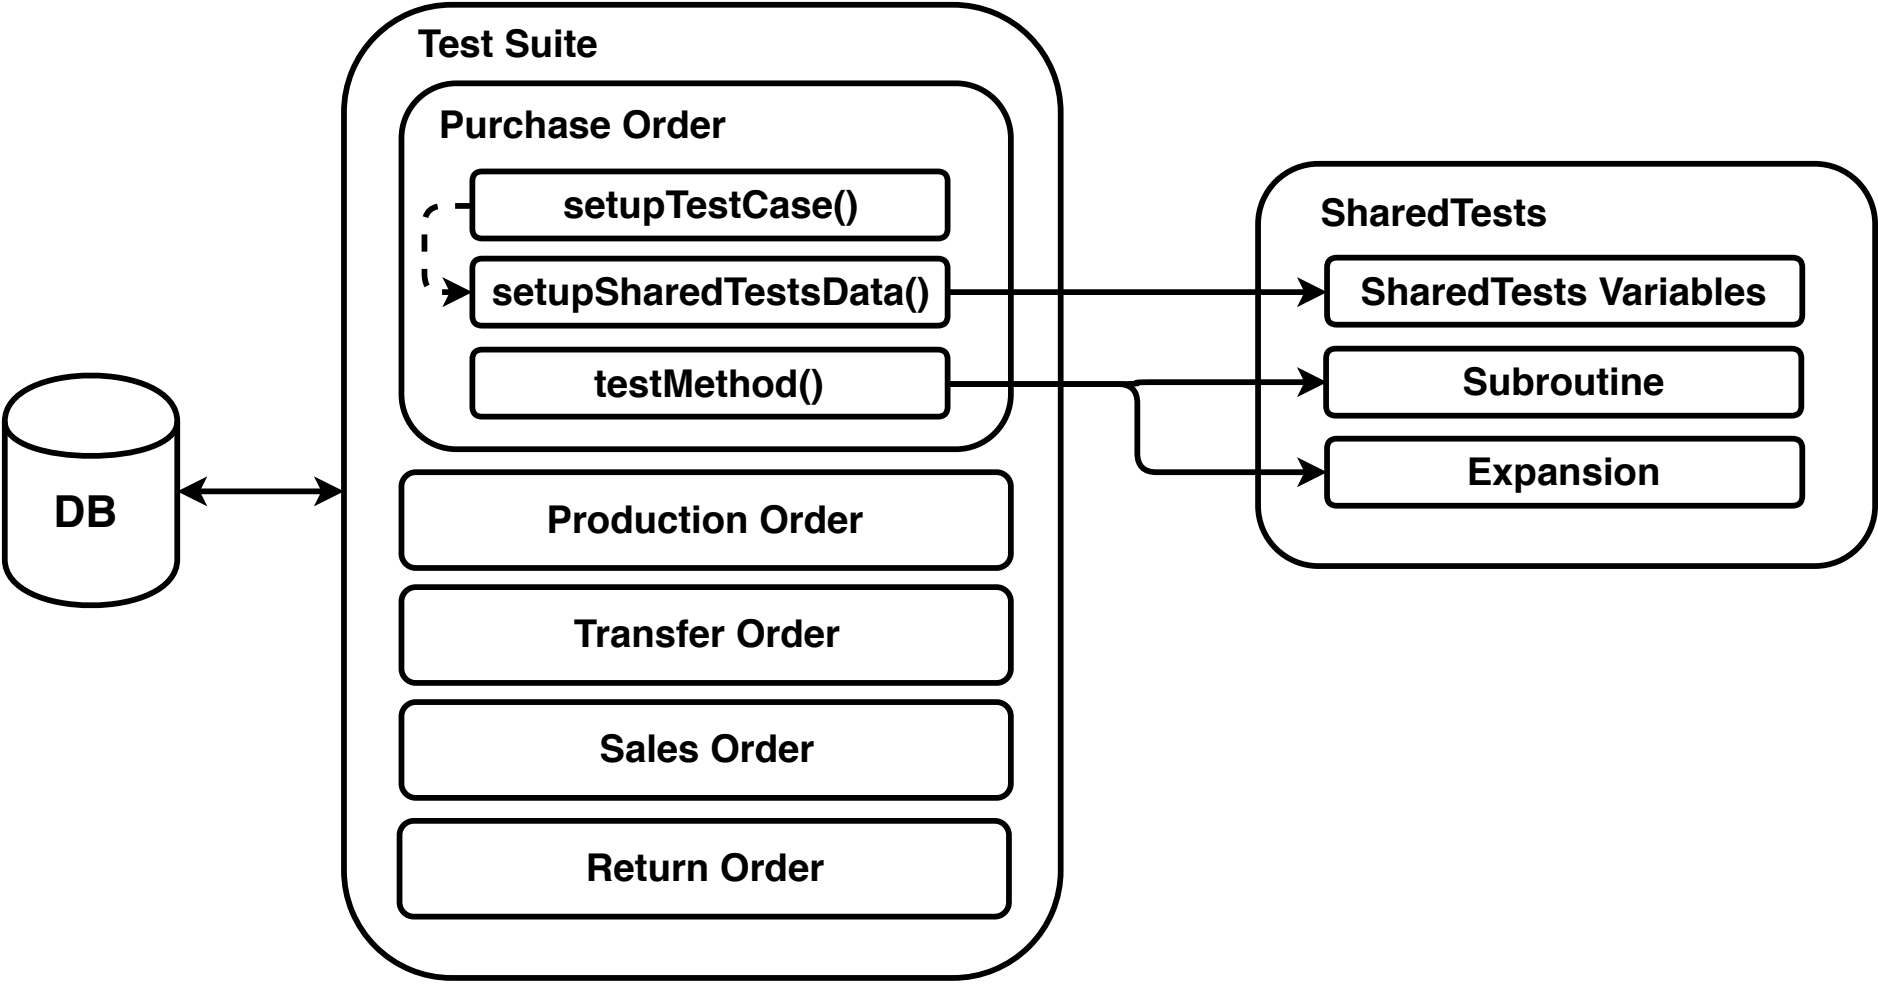 Test Suite
Purchase Order
setupTestCase()
setupSharedTestsData()
testMethod()
Production Order
Transfer Order
Sales Order
Return Order
DB
SharedTests
SharedTests Variables
Subroutine
Expansion